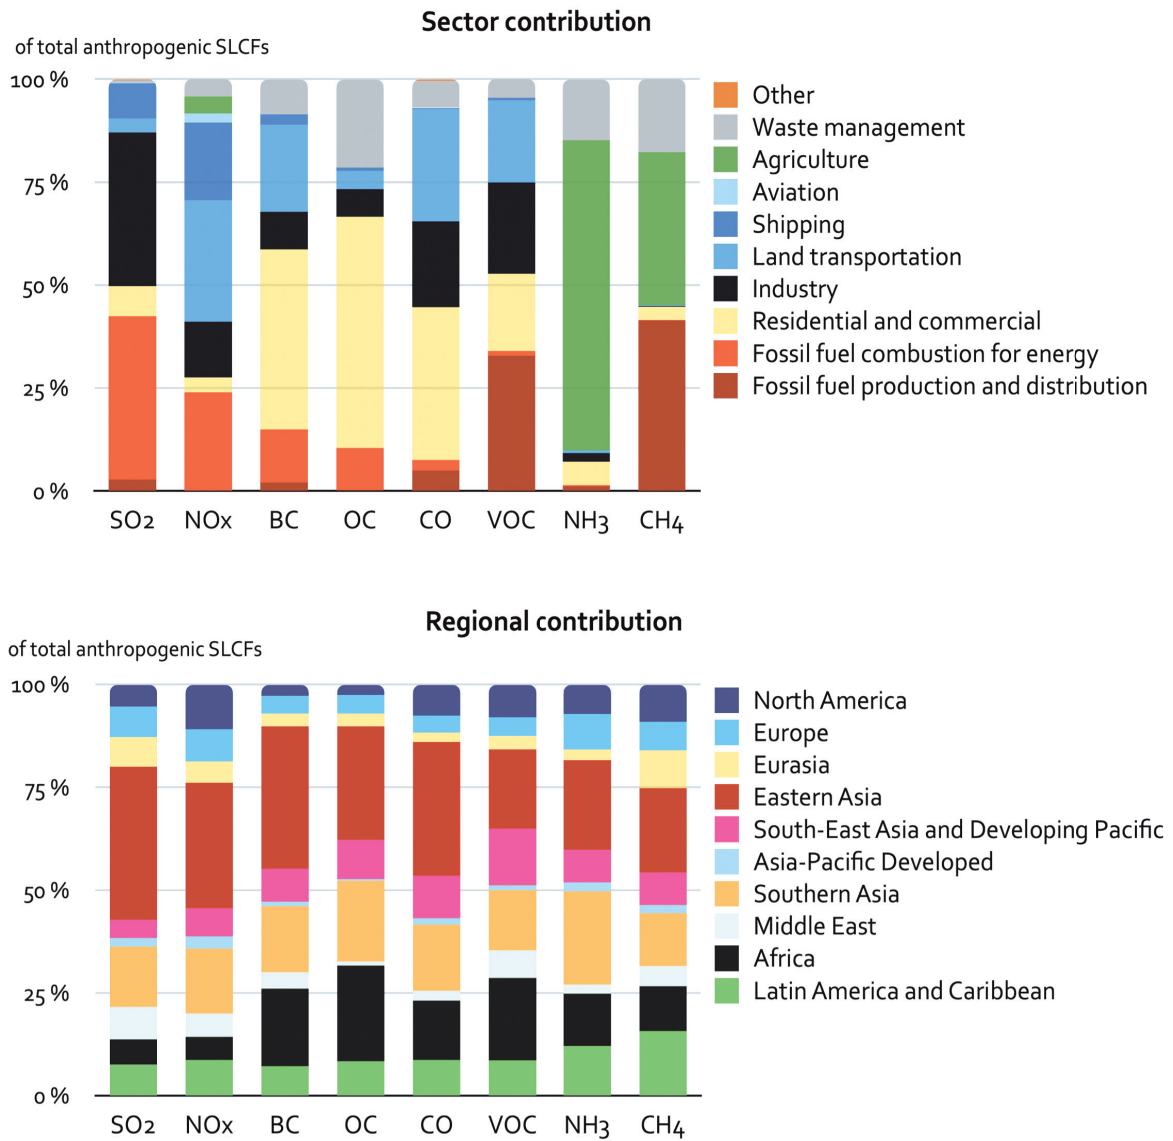 Sector contribution
of total anthropogenic SLCFs
100 %
75 %
50 %
25 %
0 %
SO2 NOx BC OC CO VOC NH3 CH4
Other
Waste management
Agriculture
Aviation
Shipping
Land transportation
Industry
Residential and commercial
Fossil fuel combustion for energy
Fossil fuel production and distribution
Regional contribution
of total anthropogenic SLCFs
100 %
75 %
50 %
25 %
0 %
SO2 NOx BC OC CO VOC NH3 CH4
North America
Europe
Eurasia
Eastern Asia
South-East Asia and Developing Pacific
Asia-Pacific Developed
Southern Asia
Middle East
Africa
Latin America and Caribbean